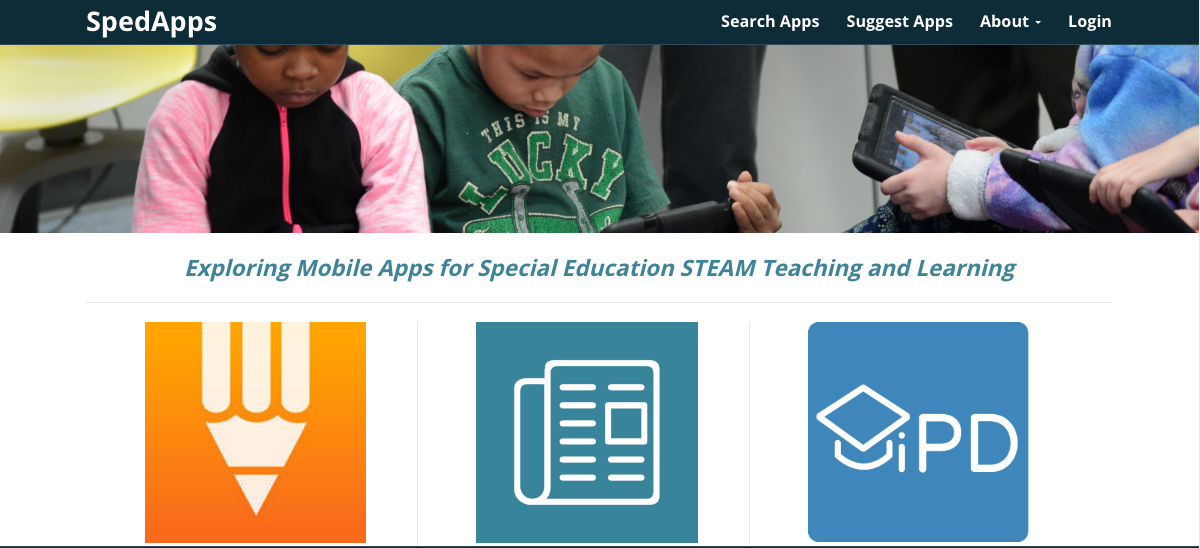 SpedApps
Search Apps
Suggest Apps
About
Login
THIS IS MY
LUCKY
Exploring Mobile Apps for Special Education STEAM Teaching and Learning
iPD